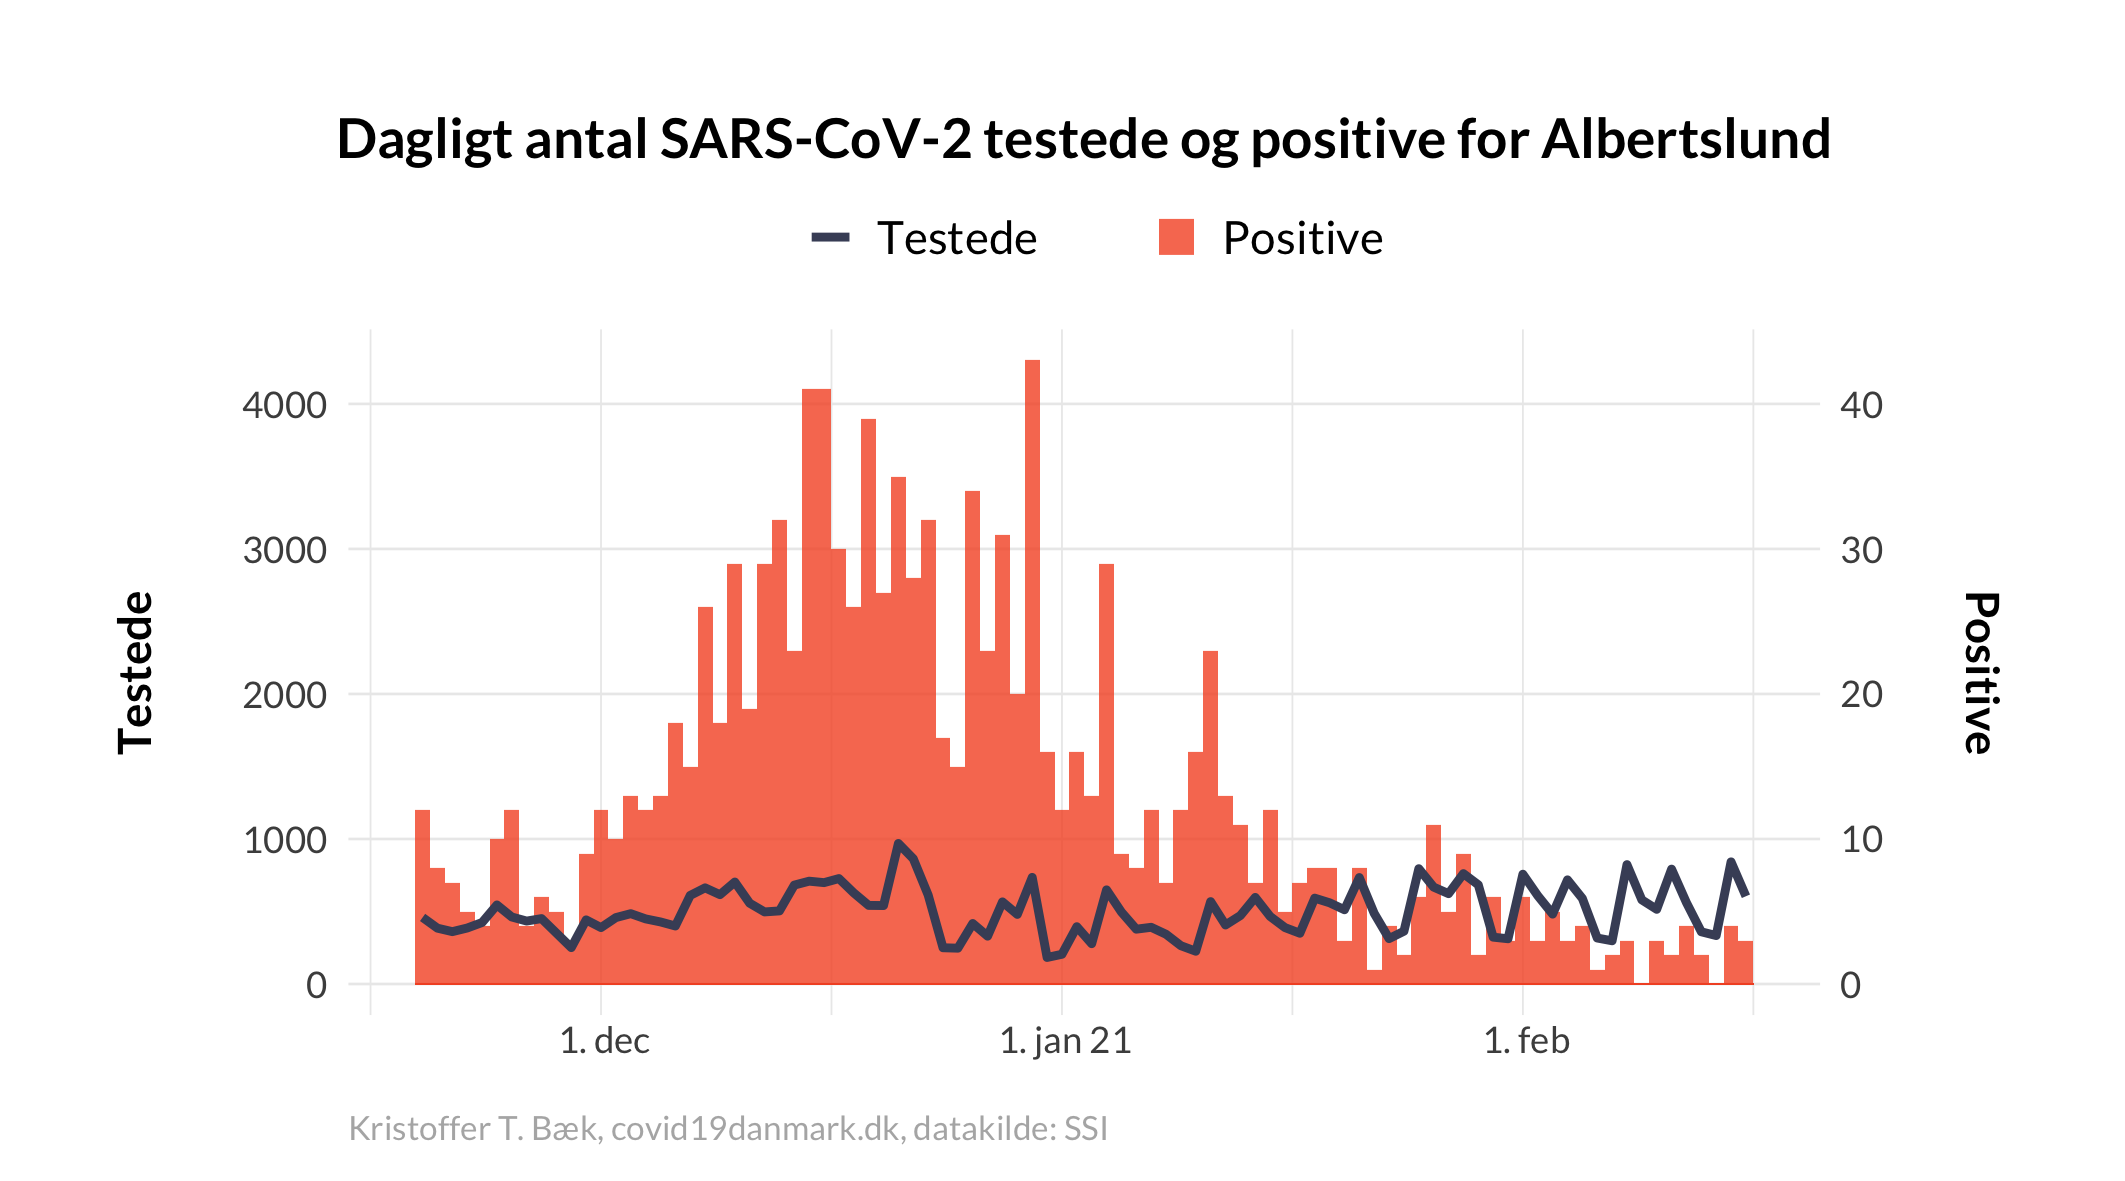 Dagligt antal SARS-CoV-2 testede og positive for Albertslund
Testede Positive
4000 40
3000 30
2000 20
1000 10
0 0
Testede
Positive
1. dec 1. jan 21 1. feb
Kristoffer T. Bæk, covid19danmark.dk, datakilde: SSI